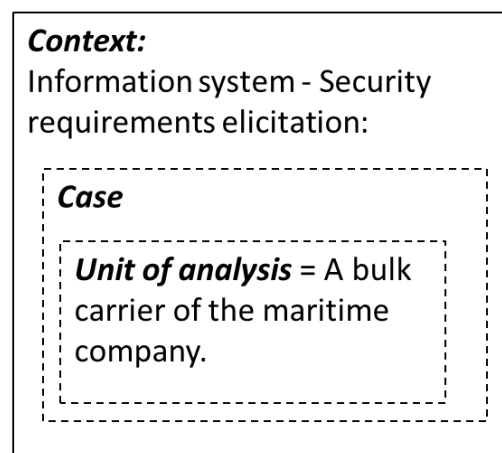 Context:
Information system - Security
requirements elicitation:
Case
Unit of analysis = A bulk
carrier of the maritime
company.